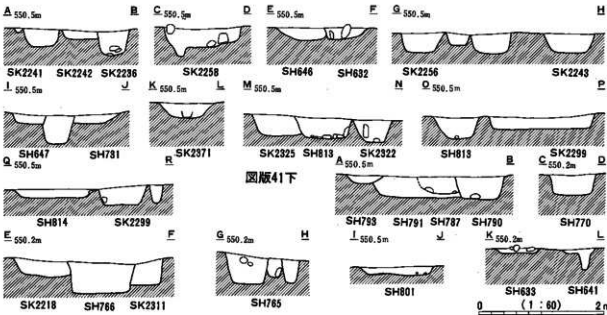 A 550.5m B C 550.5m D E 550.5m F G 550.5m H
SK2241 SK2242 SK2236 SK2258 SH646 SH632 SK2256 SK2243
I 550.5m J K 550.5m L M 550.5m N O 550.5m P
SH647 SH731 SK2371 SK2325 SH813 SK2322 SH813 SK2299
Q 550.5m R 図版41下 A 550.5m B C 550.2m D
SH814 SK2299 SH793 SH791 SH787 SH790 SH770
E 550.2m F G 550.2m H I 550.5m J K 550.2m L
SK2218 SH766 SK2311 SH765 SH801 SH633 SH641
0 (1:60) 2m